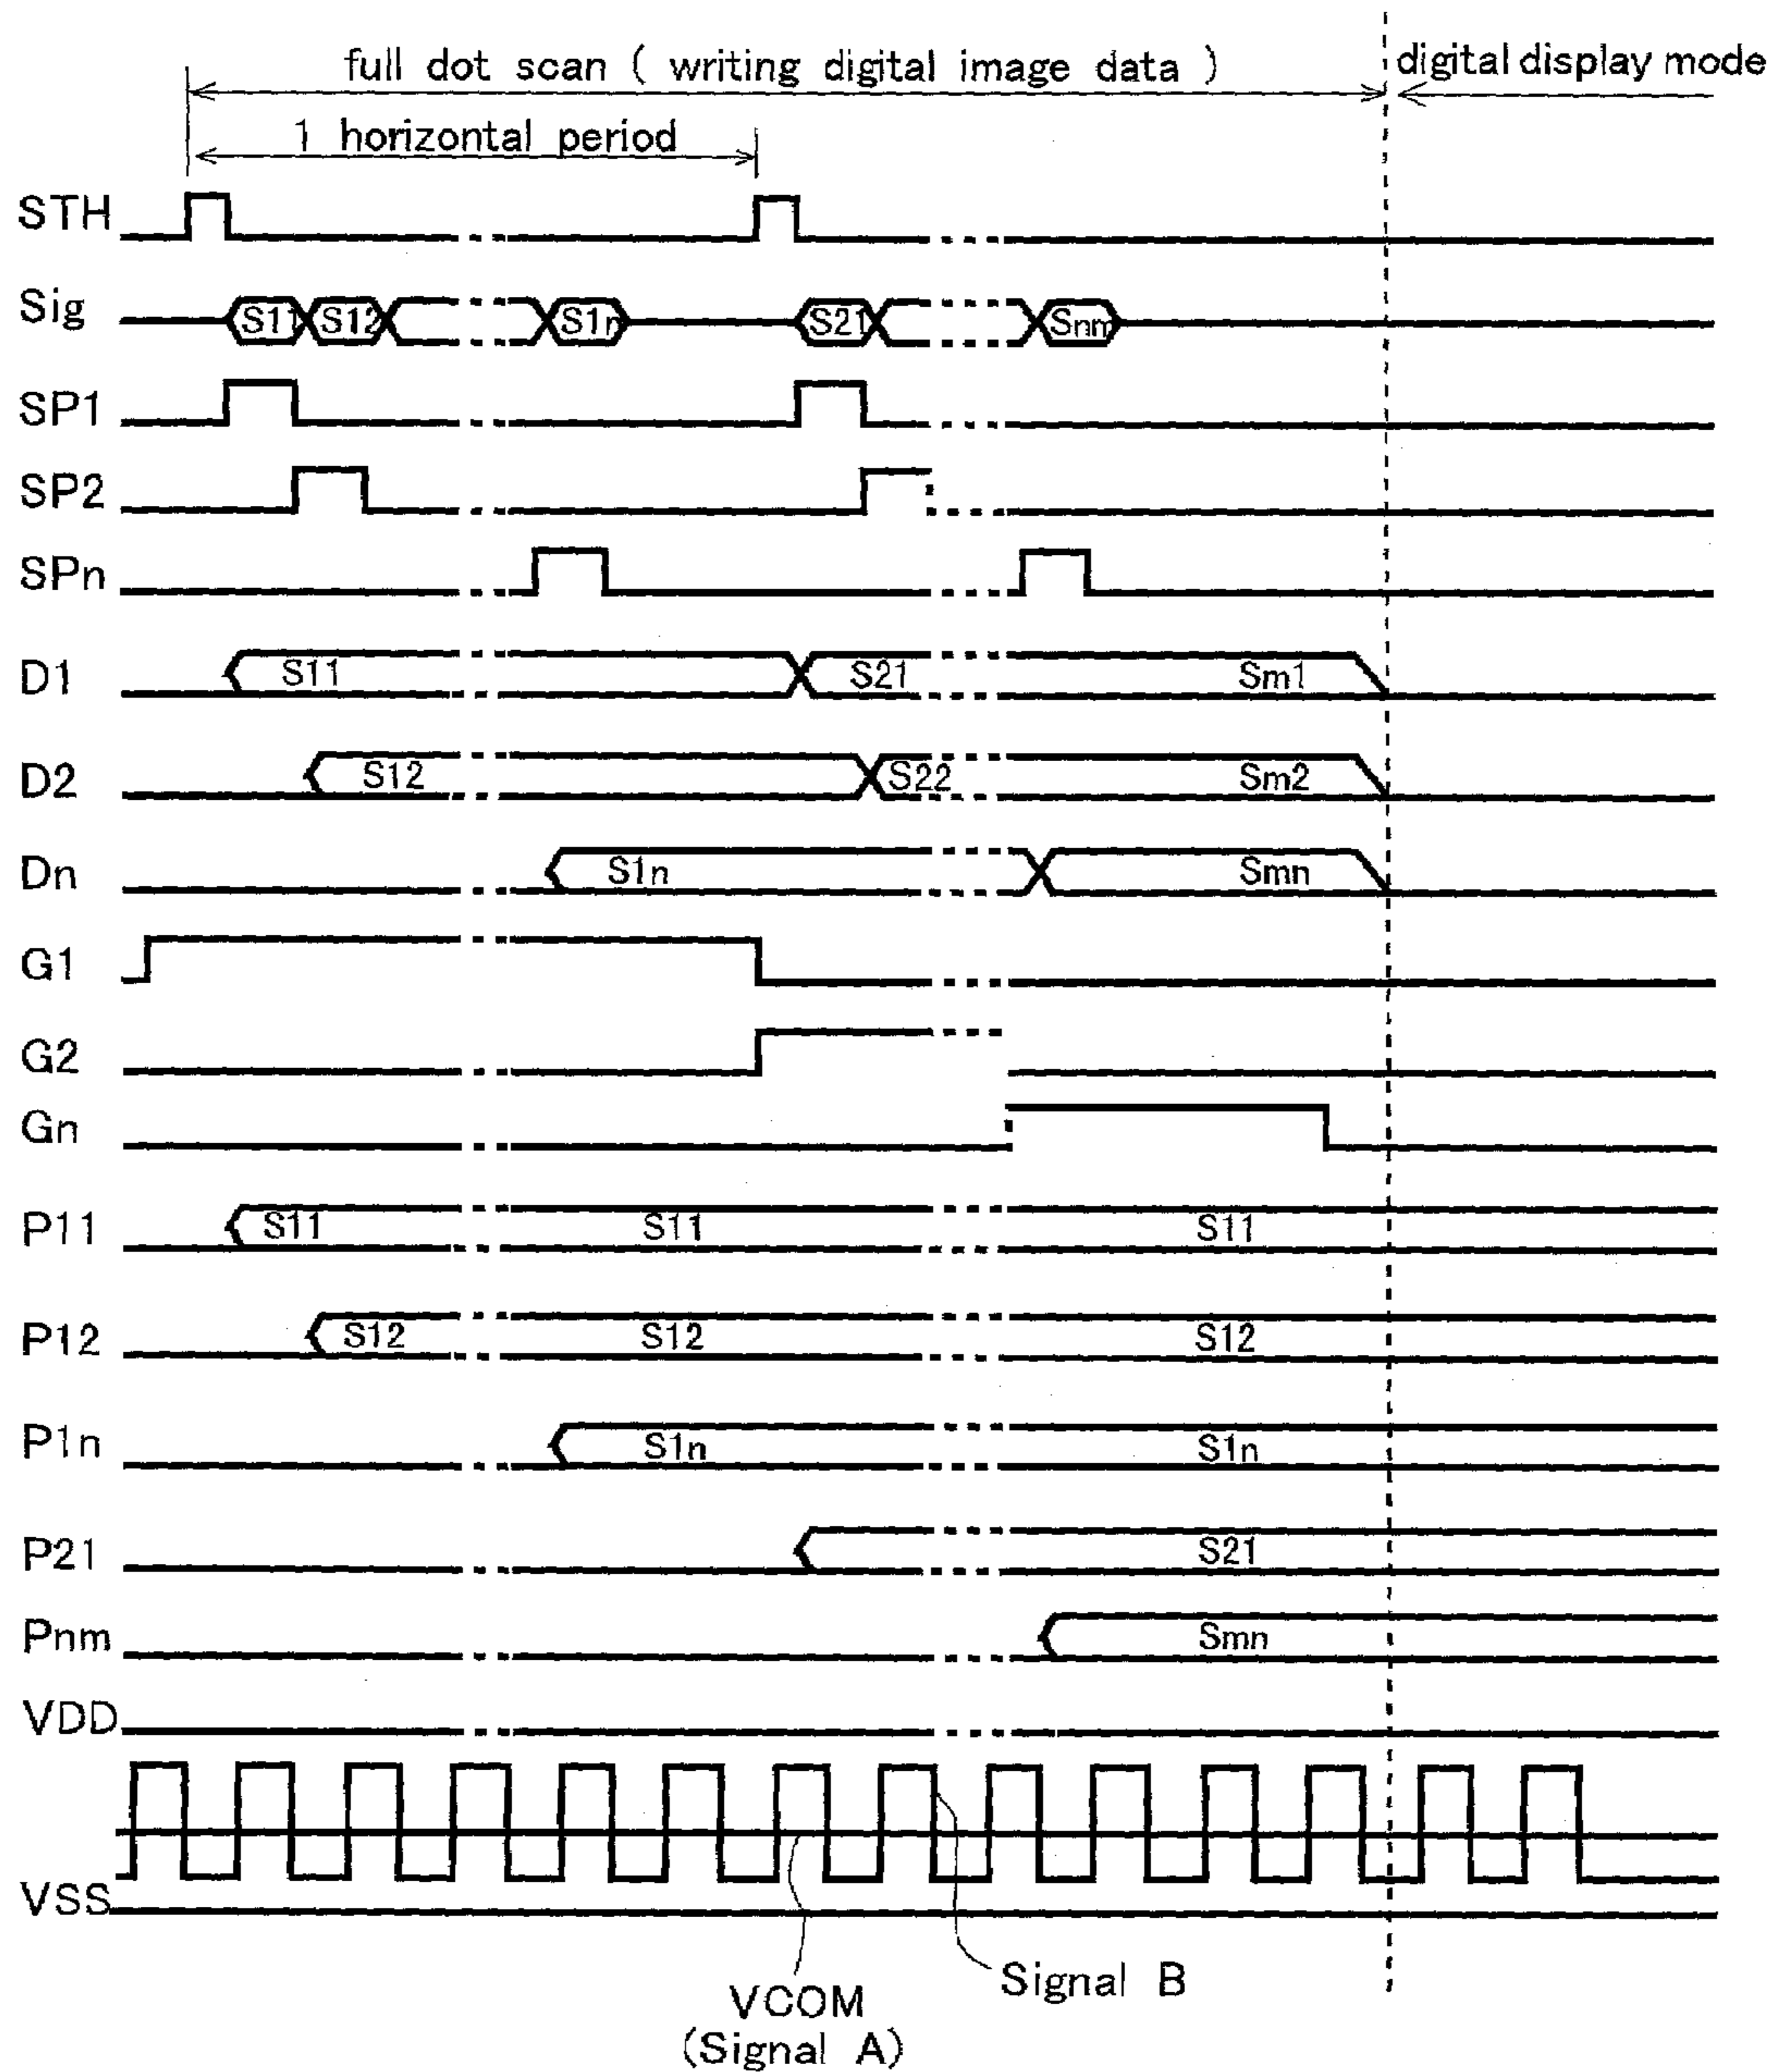 full dot scan ( writing digital image data ) digital display mode
1 horizontal period
STH
Sig S11 S12 S1n S21 Snm
SP1
SP2
SPn
D1 S11 S21 Sm1
D2 S12 S22 Sm2
Dn S1n Smn
G1
G2
Gn
P11 S11 S11 S11
P12 S12 S12 S12
P1n S1n S1n
P21 S21
Pnm Smn
VDD
VSS
Signal B
VCOM
(Signal A)